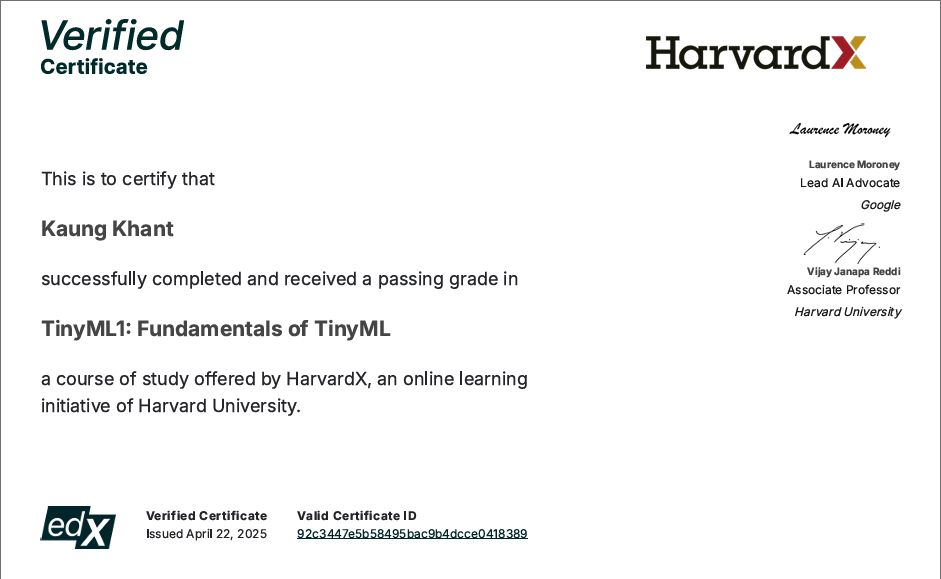 Verified
Certificate
HarvardX
Laurence Moroney
Laurence Moroney
Lead AI Advocate
Google
Vijay Janapa Reddi
Associate Professor
Harvard University
This is to certify that
Kaung Khant
successfully completed and received a passing grade in
TinyML1: Fundamentals of TinyML
a course of study offered by HarvardX, an online learning
initiative of Harvard University.
edX
Verified Certificate
Issued April 22, 2025
Valid Certificate ID
92c3447e5b58495bac9b4dcce0418389